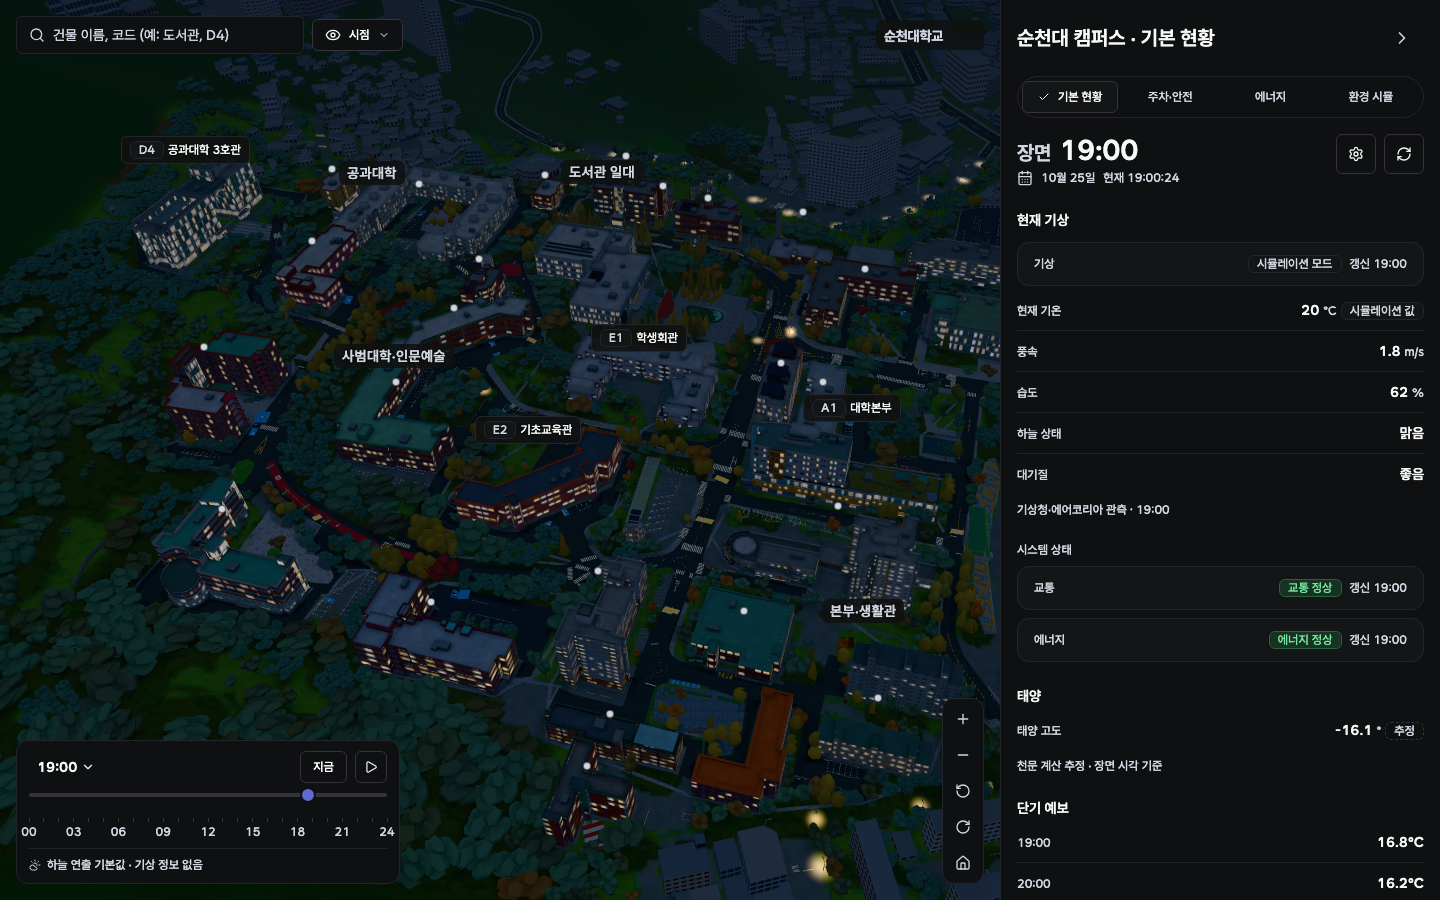 건물 이름, 코드 (예: 도서관, D4)
시점
순천대학교
D4 공과대학 3호관
공과대학
도서관 일대
E1 학생회관
사범대학·인문예술
A1 대학본부
E2 기초교육관
본부·생활관
19:00
지금
00 03 06 09 12 15 18 21 24
하늘 연출 기본값 · 기상 정보 없음
순천대 캠퍼스 · 기본 현황
기본 현황 주차·안전 에너지 환경 시뮬
장면 19:00
10월 25일 현재 19:00:24
현재 기상
기상 시뮬레이션 모드 갱신 19:00
현재 기온 20 °C 시뮬레이션 값
풍속 1.8 m/s
습도 62 %
하늘 상태 맑음
대기질 좋음
기상청·에어코리아 관측 · 19:00
시스템 상태
교통 교통 정상 갱신 19:00
에너지 에너지 정상 갱신 19:00
태양
태양 고도 -16.1 ° 추정
천문 계산 추정 · 장면 시각 기준
단기 예보
19:00 16.8°C
20:00 16.2°C